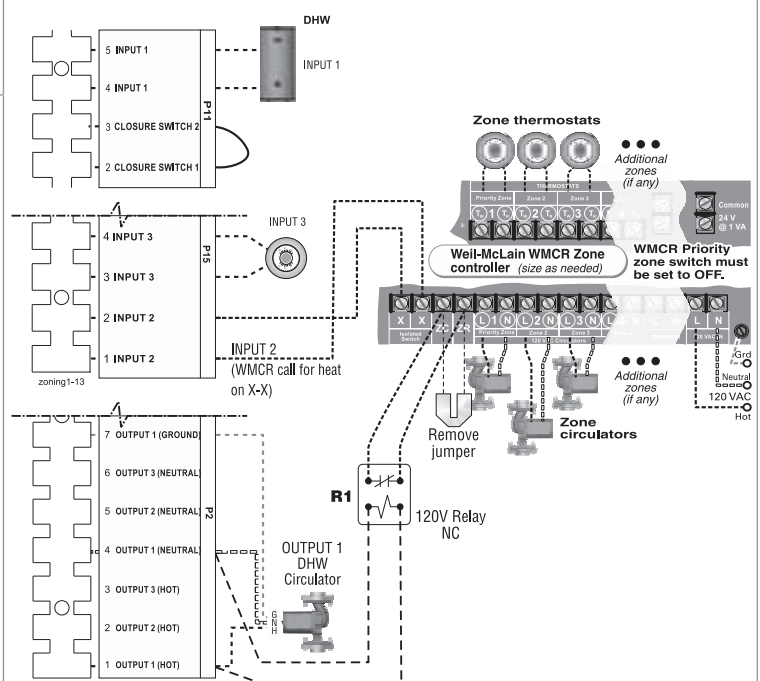 DHW
5 INPUT 1
INPUT 1
4 INPUT 1
P11
3 CLOSURE SWITCH 2
2 CLOSURE SWITCH 1
Zone thermostats
Additional
zones
(if any)
THERMOSTATS
Priority Zone Zone 2 Zone 3
1 2 3
Common
24 V
@ 1 VA
INPUT 3
4 INPUT 3
P15
3 INPUT 3
2 INPUT 2
1 INPUT 2
zoning1-13
INPUT 2
(WMCR call for heat
on X-X)
Weil-McLain WMCR Zone
controller (size as needed)
WMCR Priority
zone switch must
be set to OFF.
X X ZC ZR L 1 N L 2 N L 3 N L N
Isolated
Switch
Priority Zone Zone 2 Zone 3
120 VAC Circulators
Grd
Neutral
120 VAC
Hot
Additional
zones
(if any)
Remove
jumper
Zone
circulators
7 OUTPUT 1 (GROUND)
6 OUTPUT 3 (NEUTRAL)
5 OUTPUT 2 (NEUTRAL)
P2
4 OUTPUT 1 (NEUTRAL)
3 OUTPUT 3 (HOT)
2 OUTPUT 2 (HOT)
1 OUTPUT 1 (HOT)
R1
120V Relay
NC
OUTPUT 1
DHW
Circulator
G
N
H